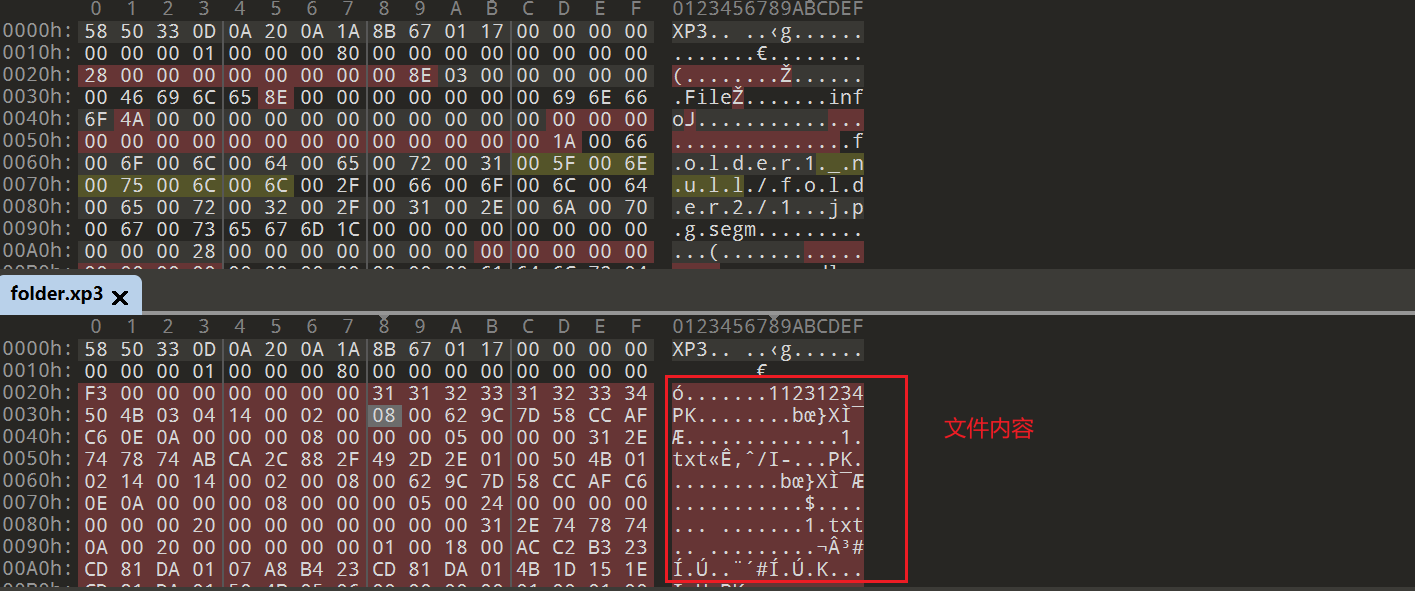 0 1 2 3 4 5 6 7 8 9 A B C D E F 0123456789ABCDEF
0000h: 58 50 33 0D 0A 20 0A 1A 8B 67 01 17 00 00 00 00 XP3.. ..‹g......
0010h: 00 00 00 01 00 00 00 80 00 00 00 00 00 00 00 00 .......€........
0020h: 28 00 00 00 00 00 00 00 00 8E 03 00 00 00 00 00 (........Ž......
0030h: 00 46 69 6C 65 8E 00 00 00 00 00 00 00 69 6E 66 .FileŽ.......inf
0040h: 6F 4A 00 00 00 00 00 00 00 00 00 00 00 00 00 00 oJ..............
0050h: 00 00 00 00 00 00 00 00 00 00 00 00 00 1A 00 66 ...............f
0060h: 00 6F 00 6C 00 64 00 65 00 72 00 31 00 5F 00 6E .o.l.d.e.r.1._.n
0070h: 00 75 00 6C 00 6C 00 2F 00 66 00 6F 00 6C 00 64 .u.l.l./.f.o.l.d
0080h: 00 65 00 72 00 32 00 2F 00 31 00 2E 00 6A 00 70 .e.r.2./.1...j.p
0090h: 00 67 00 73 65 67 6D 1C 00 00 00 00 00 00 00 00 .g.segm.........
00A0h: 00 00 00 28 00 00 00 00 00 00 00 00 00 00 00 00 ...(............
folder.xp3
0 1 2 3 4 5 6 7 8 9 A B C D E F 0123456789ABCDEF
0000h: 58 50 33 0D 0A 20 0A 1A 8B 67 01 17 00 00 00 00 XP3.. ..‹g......
0010h: 00 00 00 01 00 00 00 80 00 00 00 00 00 00 00 00 .......€........
0020h: F3 00 00 00 00 00 00 00 31 31 32 33 31 32 33 34 ó.......11231234
0030h: 50 4B 03 04 14 00 02 00 08 00 62 9C 7D 58 CC AF PK........bœ}XÌ¯
0040h: C6 0E 0A 00 00 00 08 00 00 00 05 00 00 00 31 2E Æ.............1.
0050h: 74 78 74 AB CA 2C 88 2F 49 2D 2E 01 00 50 4B 01 txt«Ê,ˆ/I-...PK.
0060h: 02 14 00 14 00 02 00 08 00 62 9C 7D 58 CC AF C6 .........bœ}XÌ¯Æ
0070h: 0E 0A 00 00 00 08 00 00 00 05 00 24 00 00 00 00 ...........$....
0080h: 00 00 00 20 00 00 00 00 00 00 00 31 2E 74 78 74 ... .......1.txt
0090h: 0A 00 20 00 00 00 00 00 01 00 18 00 AC C2 B3 23 .. .........¬Â³#
00A0h: CD 81 DA 01 07 A8 B4 23 CD 81 DA 01 4B 1D 15 1E Í.Ú..¨´#Í.Ú.K...
文件内容